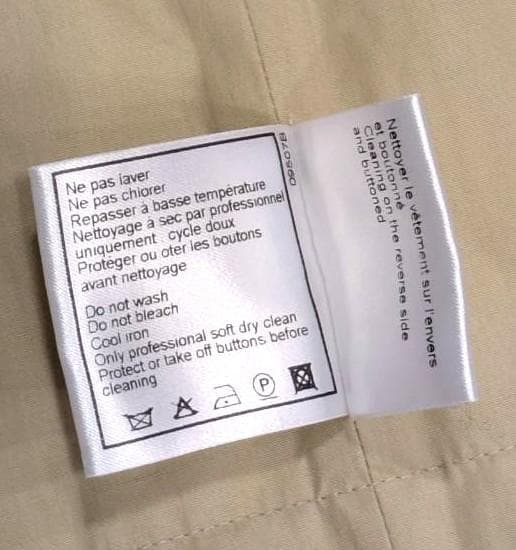 Ne pas laver
Ne pas chlorer
Repasser à basse température
Nettoyage à sec par professionnel
uniquement cycle doux
Protéger ou oter les boutons
avant nettoyage
Do not wash
Do not bleach
Cool iron
Only professional soft dry clean
Protect or take off buttons before
cleaning
P
09507B
Nettoyer le vêtement sur l'envers
et boutonné
Cleaning on the reverse side
and buttoned